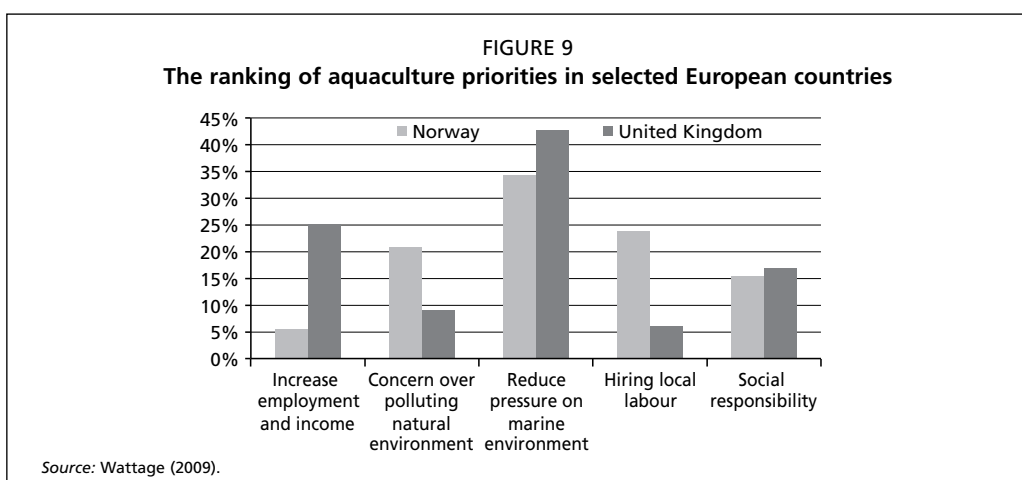 FIGURE 9
The ranking of aquaculture priorities in selected European countries
45%
40%
35%
30%
25%
20%
15%
10%
5%
0%
Norway
United Kingdom
Increase
employment
and income
Concern over
polluting
natural
environment
Reduce
pressure on
marine
environment
Hiring local
labour
Social
responsibility
Source: Wattage (2009).